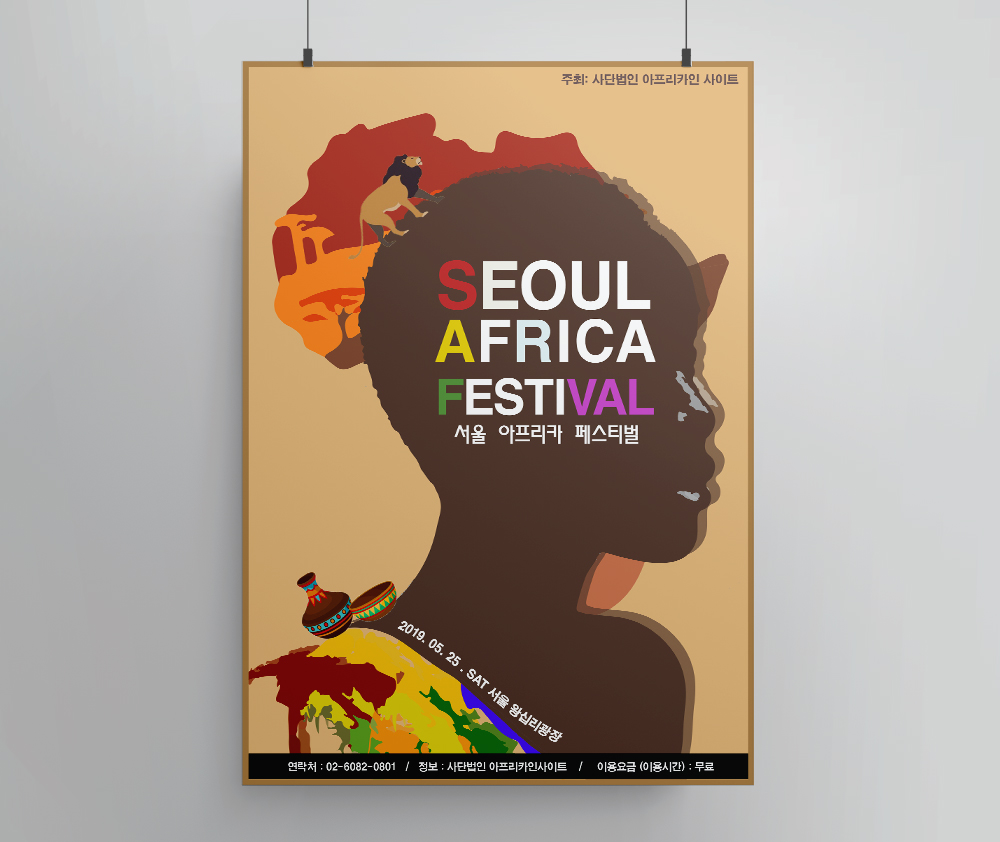 주최: 사단법인 아프리카인 사이트
SEOUL
AFRICA
FESTIVAL
서울 아프리카 페스티벌
2019. 05. 25 . SAT 서울 왕십리광장
연락처 : 02-6082-0801 / 정보 : 사단법인 아프리카인사이트 / 이용요금 (이용시간) : 무료